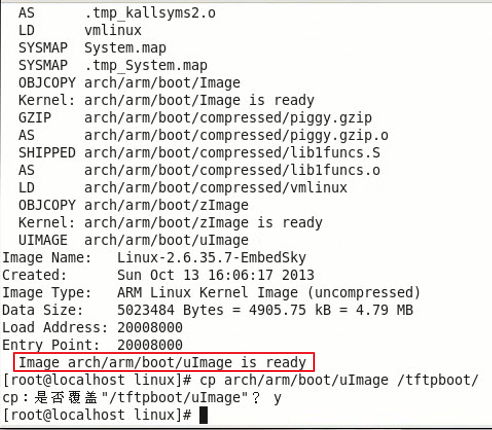 AS      .tmp_kallsyms2.o
LD      vmlinux
SYSMAP  System.map
SYSMAP  .tmp_System.map
OBJCOPY arch/arm/boot/Image
Kernel: arch/arm/boot/Image is ready
GZIP    arch/arm/boot/compressed/piggy.gzip
AS      arch/arm/boot/compressed/piggy.gzip.o
SHIPPED arch/arm/boot/compressed/lib1funcs.S
AS      arch/arm/boot/compressed/lib1funcs.o
LD      arch/arm/boot/compressed/vmlinux
OBJCOPY arch/arm/boot/zImage
Kernel: arch/arm/boot/zImage is ready
UIMAGE  arch/arm/boot/uImage
Image Name:   Linux-2.6.35.7-EmbedSky
Created:      Sun Oct 13 16:06:17 2013
Image Type:   ARM Linux Kernel Image (uncompressed)
Data Size:    5023484 Bytes = 4905.75 kB = 4.79 MB
Load Address: 20008000
Entry Point:  20008000
Image arch/arm/boot/uImage is ready
[root@localhost linux]# cp arch/arm/boot/uImage /tftpboot/
cp：是否覆盖"/tftpboot/uImage"？ y
[root@localhost linux]#